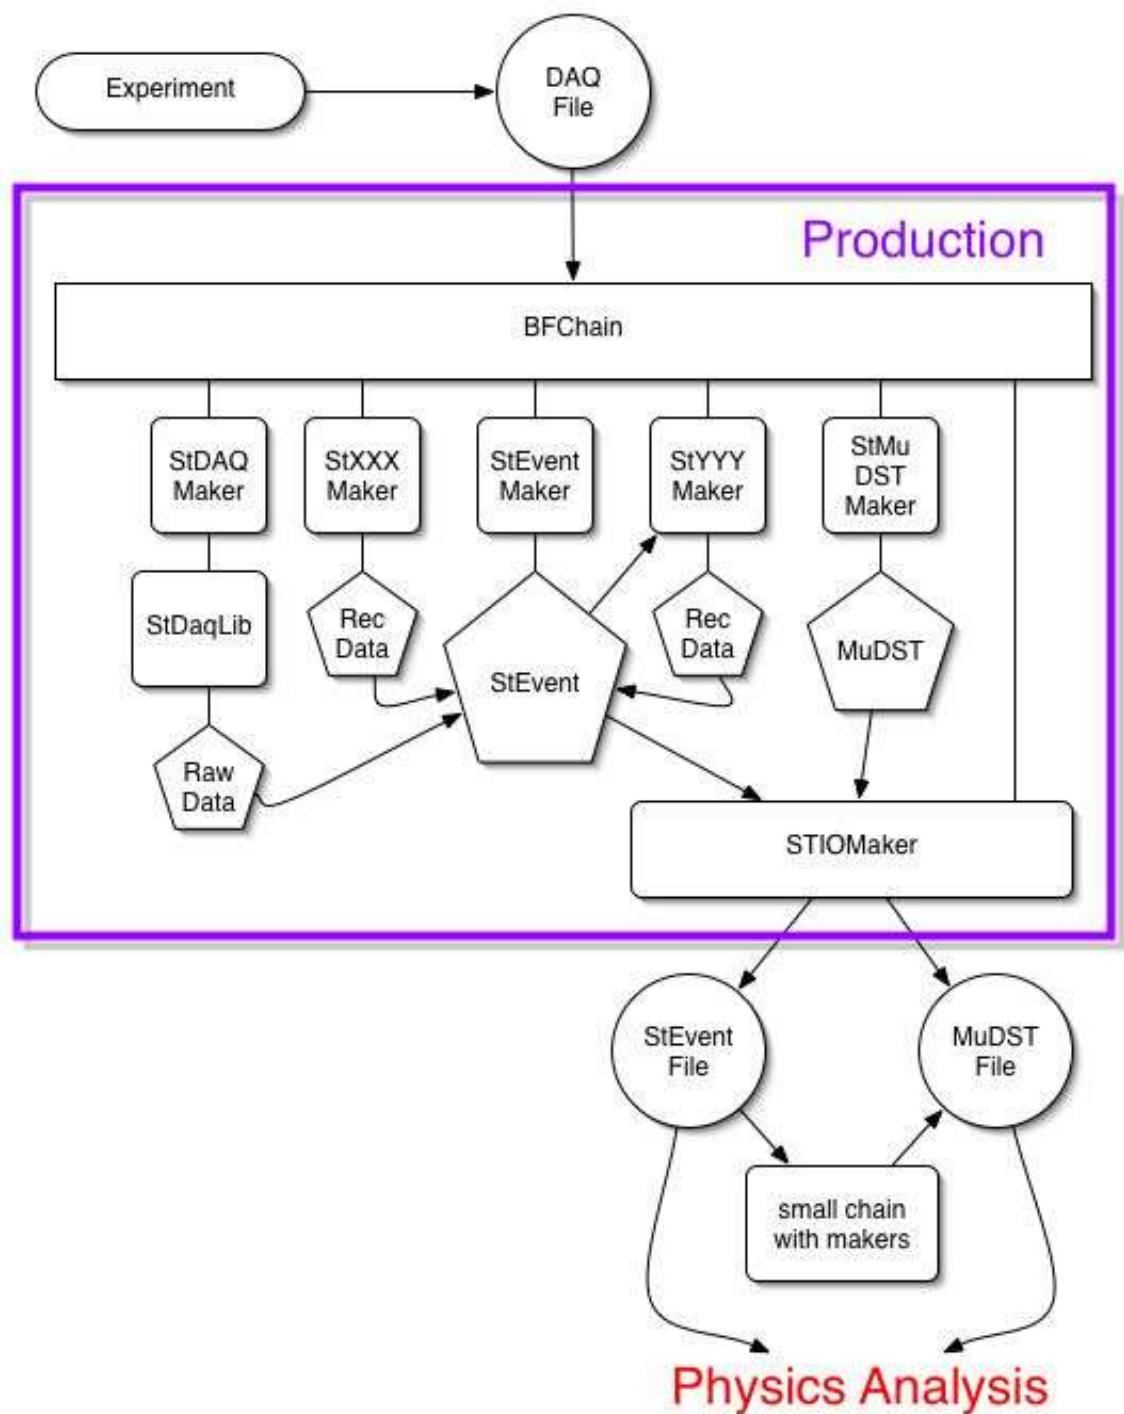 Experiment
DAQ
File
Production
BFChain
StDAQ
Maker
StXXX
Maker
StEvent
Maker
StYYY
Maker
StMu
DST
Maker
StDaqLib
Rec
Data
StEvent
Rec
Data
MuDST
Raw
Data
STIOMaker
StEvent
File
MuDST
File
small chain
with makers
Physics Analysis